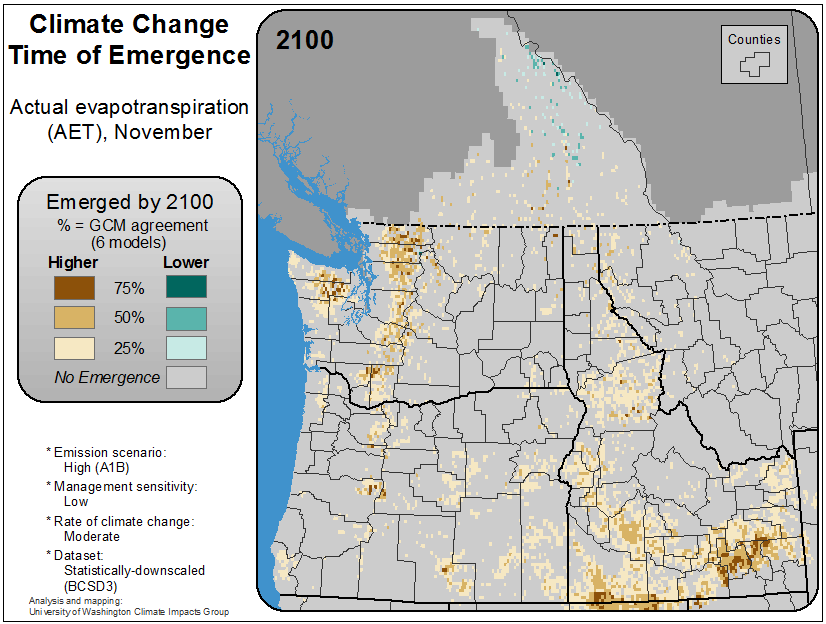 Climate Change
Time of Emergence
Actual evapotranspiration
(AET), November
Emerged by 2100
% = GCM agreement
(6 models)
Higher Lower
75%
50%
25%
No Emergence
* Emission scenario:
High (A1B)
* Management sensitivity:
Low
* Rate of climate change:
Moderate
* Dataset:
Statistically-downscaled
(BCSD3)
Analysis and mapping:
University of Washington Climate Impacts Group
2100
Counties